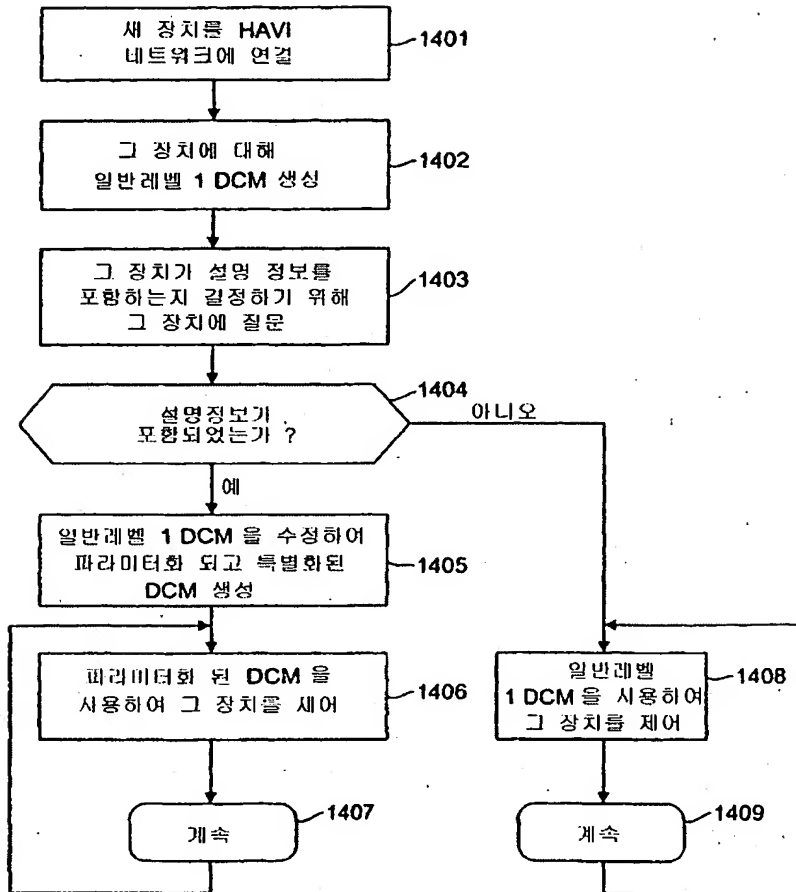 새 장치를 HAVI
네트워크에 연결
1401
그 장치에 대해
일반레벨 1 DCM 생성
1402
그 장치가 설명 정보를
포함하는지 결정하기 위해
그 장치에 질문
1403
설명정보가
포함되었는가 ?
1404
아니오
예
일반레벨 1 DCM 을 수정하여
파라미터화 되고 특별화된
DCM 생성
1405
파라미터화 된 DCM 을
사용하여 그 장치를 제어
1406
일반레벨
1 DCM 을 사용하여
그 장치를 제어
1408
계속
1407
계속
1409